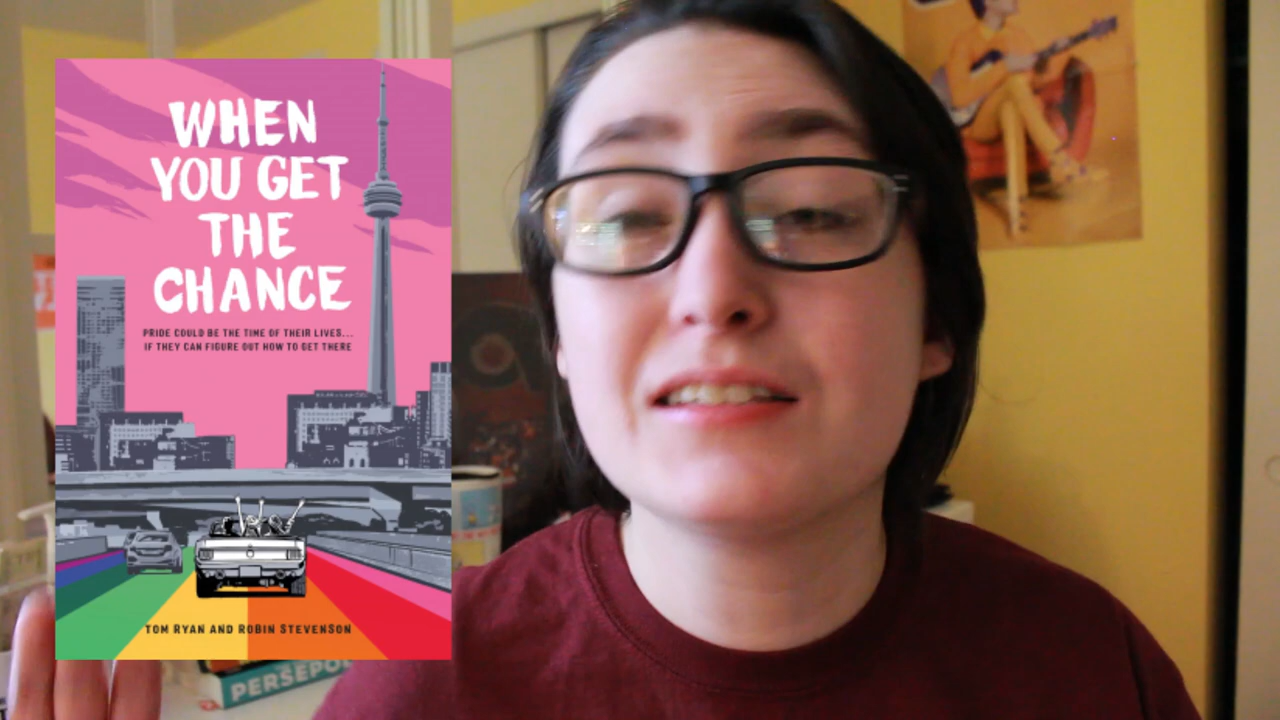 WHEN
YOU GET
THE
CHANCE
PRIDE COULD BE THE TIME OF THEIR LIVES...
IF THEY CAN FIGURE OUT HOW TO GET THERE
TOM RYAN AND ROBIN STEVENSON
PERSEPO